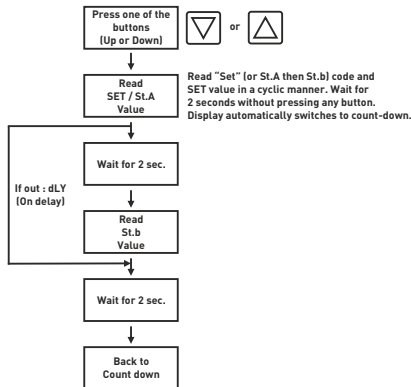 Press one of the
buttons
(Up or Down)
or
Read
SET / St.A
Value
Read “Set” (or St.A then St.b) code and
SET value in a cyclic manner. Wait for
2 seconds without pressing any button.
Display automatically switches to count-down.
Wait for 2 sec.
If out : dLY
(On delay)
Read
St.b
Value
Wait for 2 sec.
Back to
Count down